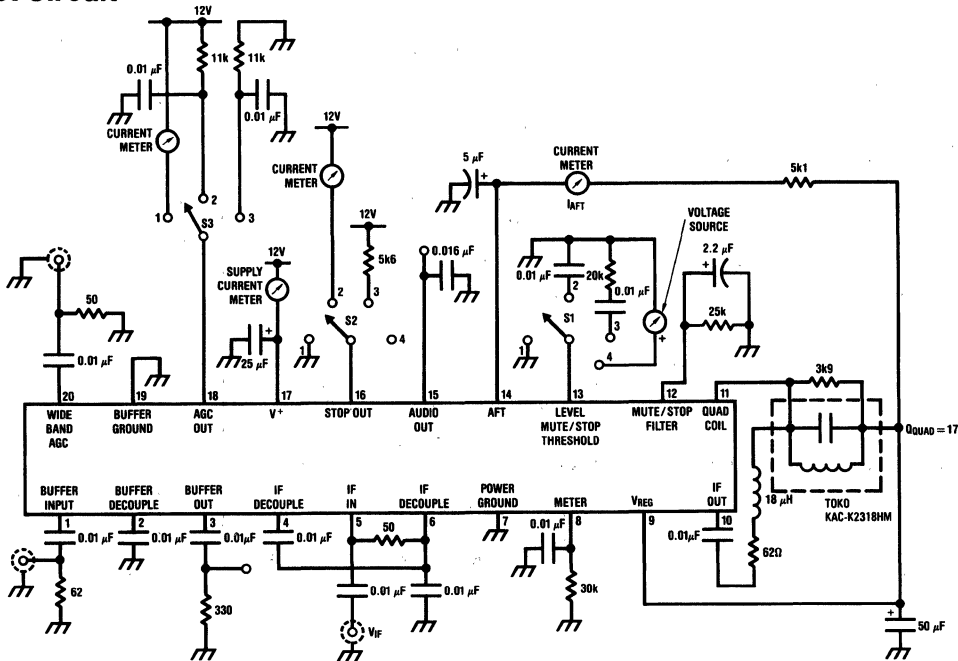 12V
11k
11k
0.01 µF
0.01 µF
CURRENT
METER
1
2
3
S3
12V
CURRENT
METER
12V
5k6
2
3
S2
1
4
5 µF
+
CURRENT
METER
IAFT
5k1
VOLTAGE
SOURCE
0.016 µF
0.01 µF
20k
0.01 µF
2
3
S1
1
4
+
2.2 µF
+
25k
12V
SUPPLY
CURRENT
METER
+
25 µF
50
0.01 µF
3k9
20
19
18
17
16
15
14
13
12
11
WIDE
BAND
AGC
BUFFER
GROUND
AGC
OUT
V+
STOP OUT
AUDIO
OUT
AFT
LEVEL
MUTE/STOP
THRESHOLD
MUTE/STOP
FILTER
QUAD
COIL
QQUAD = 17
18 µH
TOKO
KAC-K2318HM
BUFFER
INPUT
BUFFER
DECOUPLE
BUFFER
OUT
IF
DECOUPLE
IF
IN
IF
DECOUPLE
POWER
GROUND
METER
VREG
IF
OUT
1
2
3
4
5
6
7
8
9
10
0.01 µF
0.01 µF
0.01µF
0.01 µF
50
0.01 µF
0.01µF
62Ω
62
330
0.01 µF
0.01 µF
30k
VIF
+
50 µF